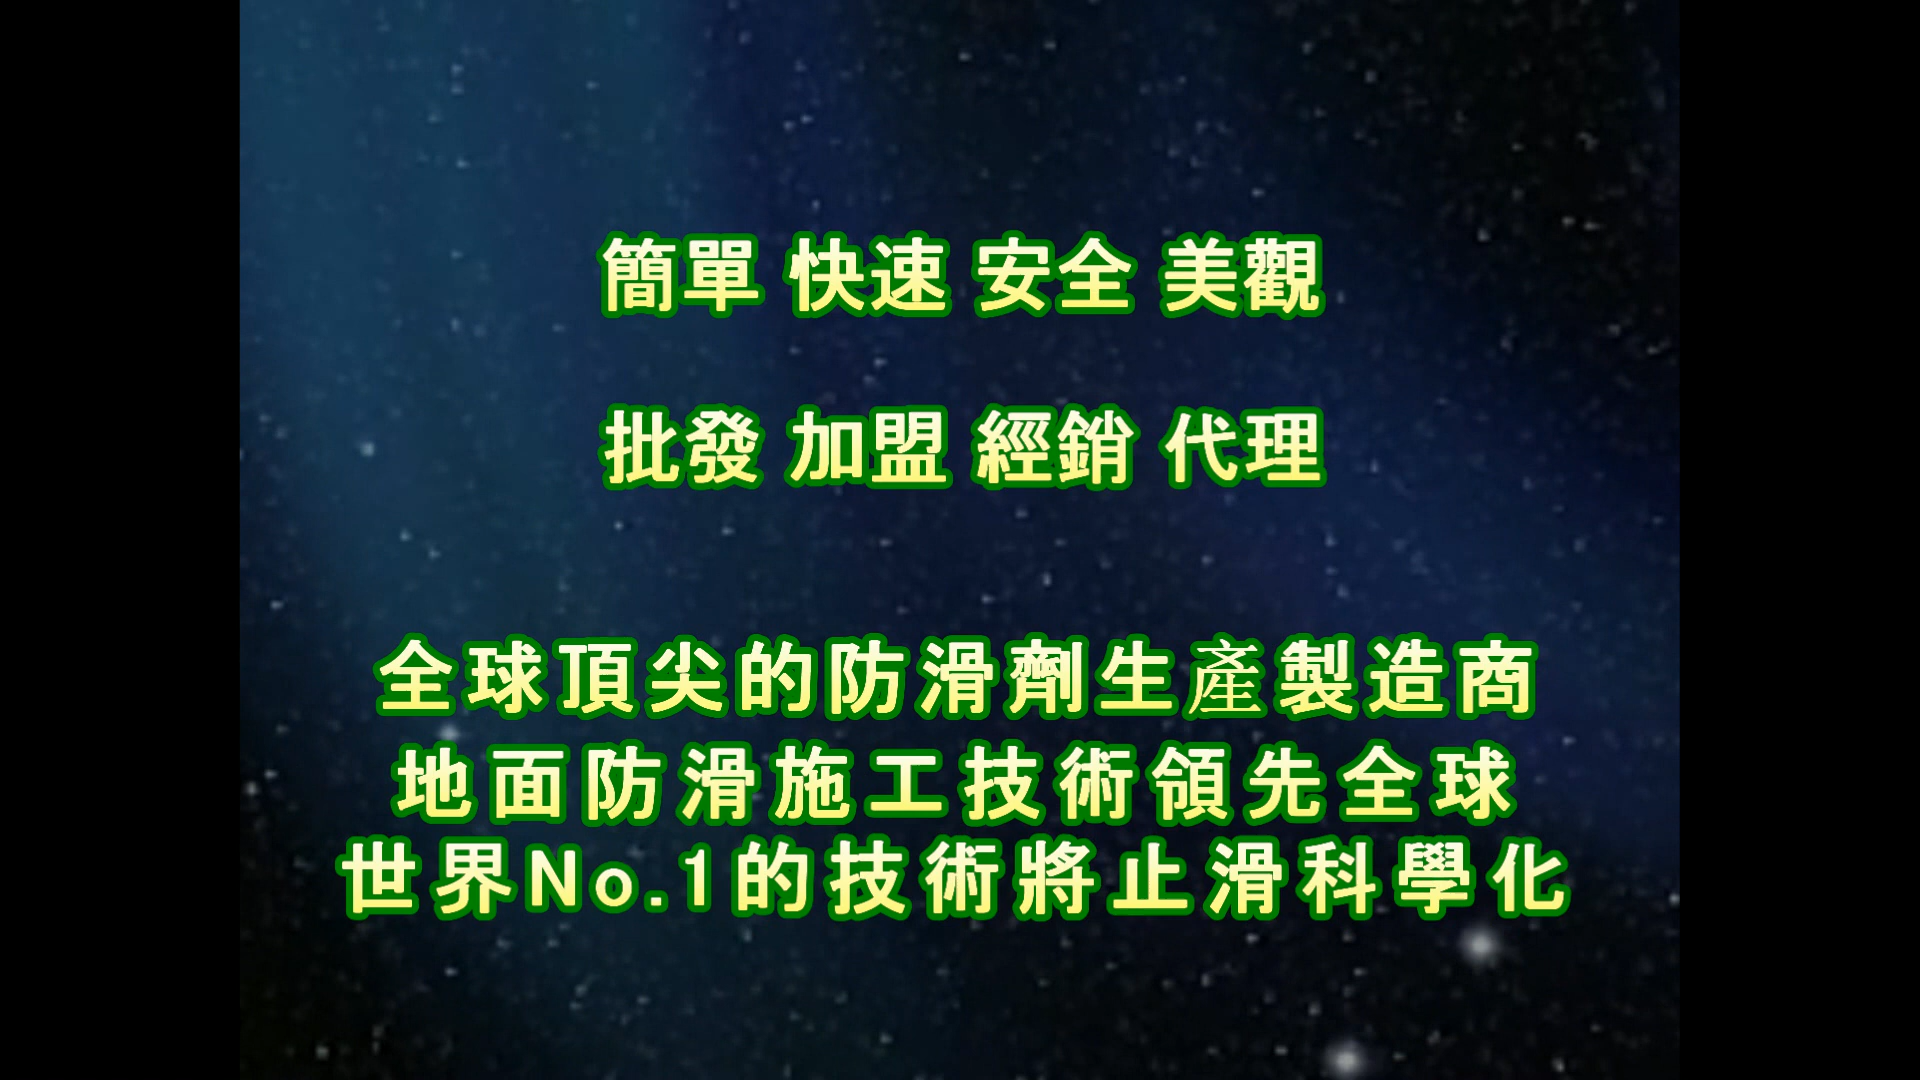 簡單 快速 安全 美觀
批發 加盟 經銷 代理
全球頂尖的防滑劑生產製造商
地面防滑施工技術領先全球
世界No.1的技術將止滑科學化